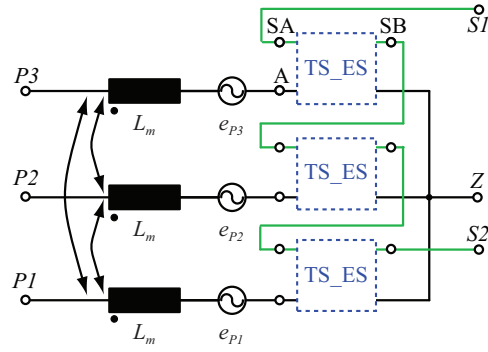 S1
SA SB
P3 A TS_ES
L_m e_P3
P2 TS_ES Z
L_m e_P2
TS_ES S2
P1
L_m e_P1